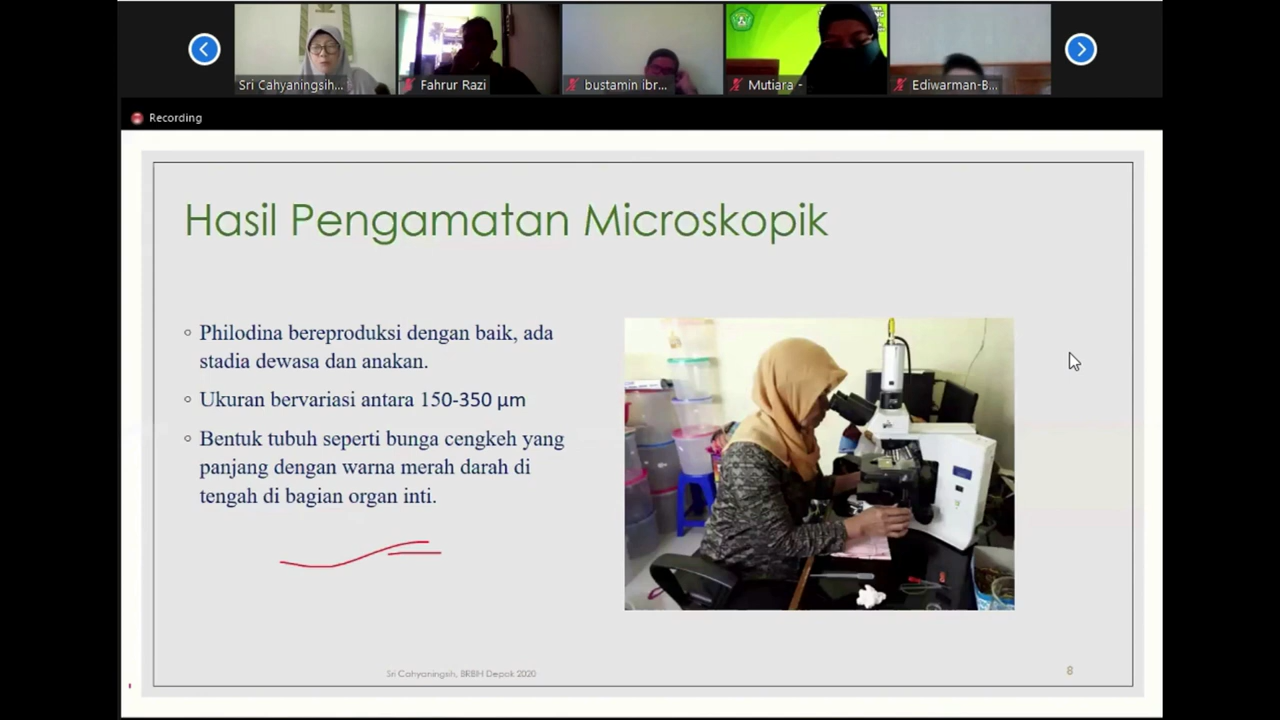 Sri Cahyaningsih...
Fahrur Razi
bustamin ibr...
Mutiara -
Ediwarman-B...
Recording
Hasil Pengamatan Microskopik
Philodina bereproduksi dengan baik, ada
stadia dewasa dan anakan.
Ukuran bervariasi antara 150-350 µm
Bentuk tubuh seperti bunga cengkeh yang
panjang dengan warna merah darah di
tengah di bagian organ inti.
Sri Cahyaningsih, BRBIH Depok 2020
8